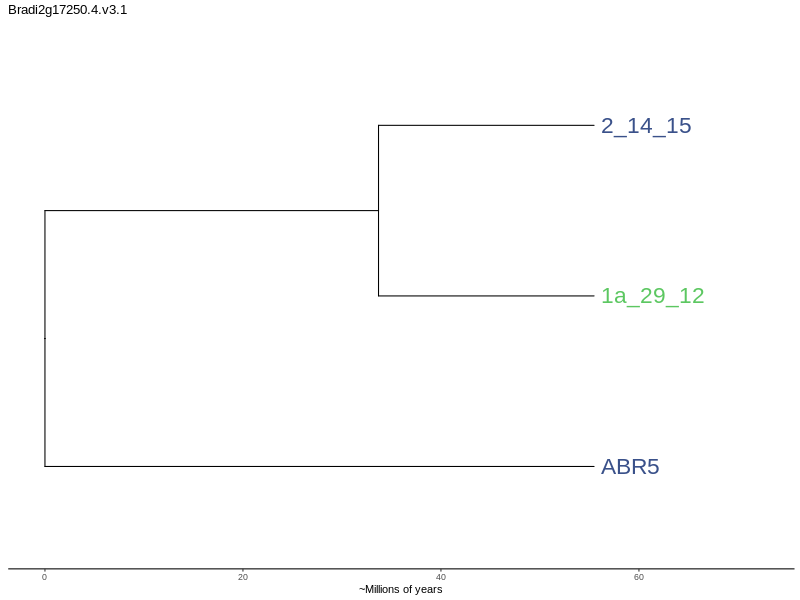 Bradi2g17250.4.v3.1
2_14_15
1a_29_12
ABR5
0 20 40 60
~Millions of years